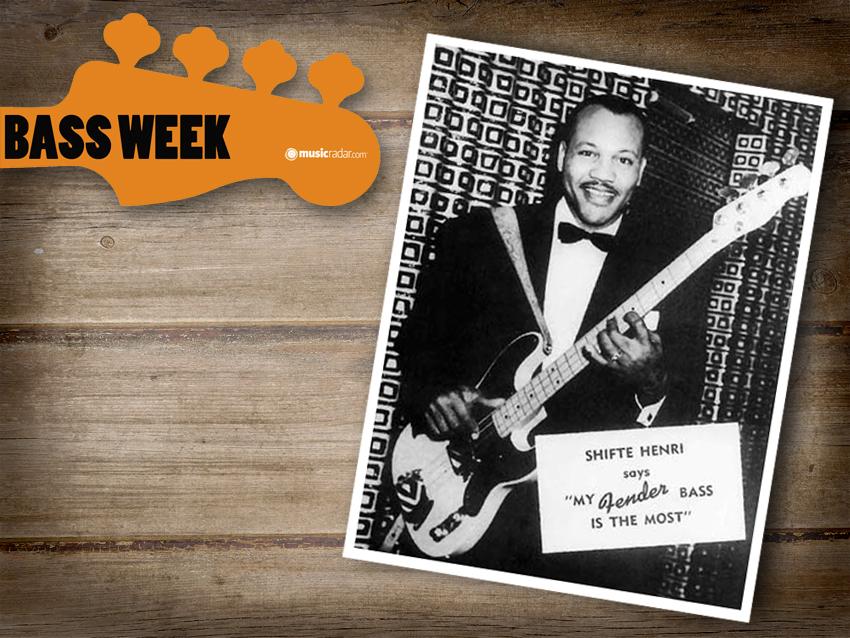 BASS WEEK
musicradar.com
SHIFTE HENRI
says
"MY Fender BASS
IS THE MOST"